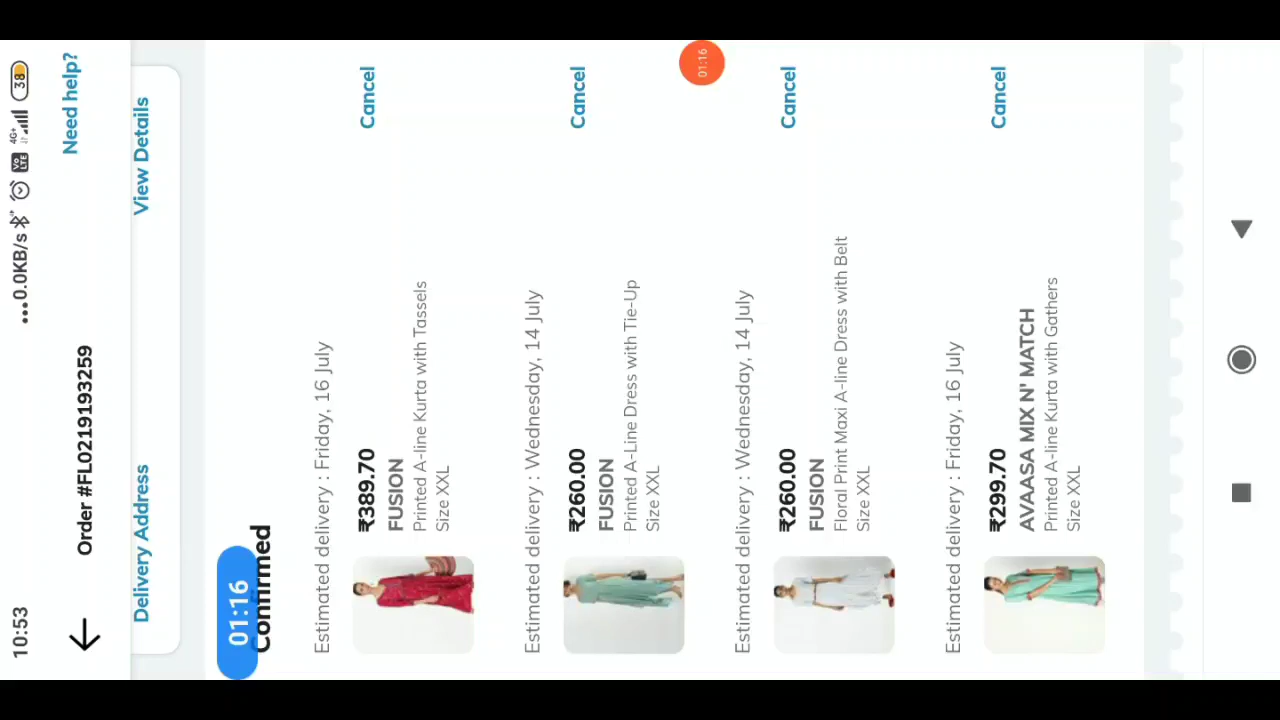 10:53
...0.0KB/s
Vo LTE
4G+
38
Order #FL0219193259
Need help?
Delivery Address
View Details
01:16
Confirmed
Estimated delivery : Friday, 16 July
₹389.70
Cancel
FUSION
Printed A-line Kurta with Tassels
Size XXL
Estimated delivery : Wednesday, 14 July
₹260.00
Cancel
FUSION
Printed A-Line Dress with Tie-Up
Size XXL
01:16
Estimated delivery : Wednesday, 14 July
₹260.00
Cancel
FUSION
Floral Print Maxi A-line Dress with Belt
Size XXL
Estimated delivery : Friday, 16 July
₹299.70
Cancel
AVAASA MIX N' MATCH
Printed A-line Kurta with Gathers
Size XXL